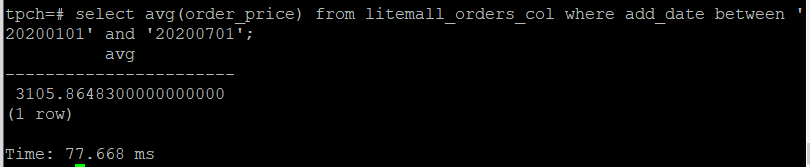 tpch=# select avg(order_price) from litemall_orders_col where add_date between '
20200101' and '20200701';
avg
-----------------------
3105.8648300000000000
(1 row)
Time: 77.668 ms